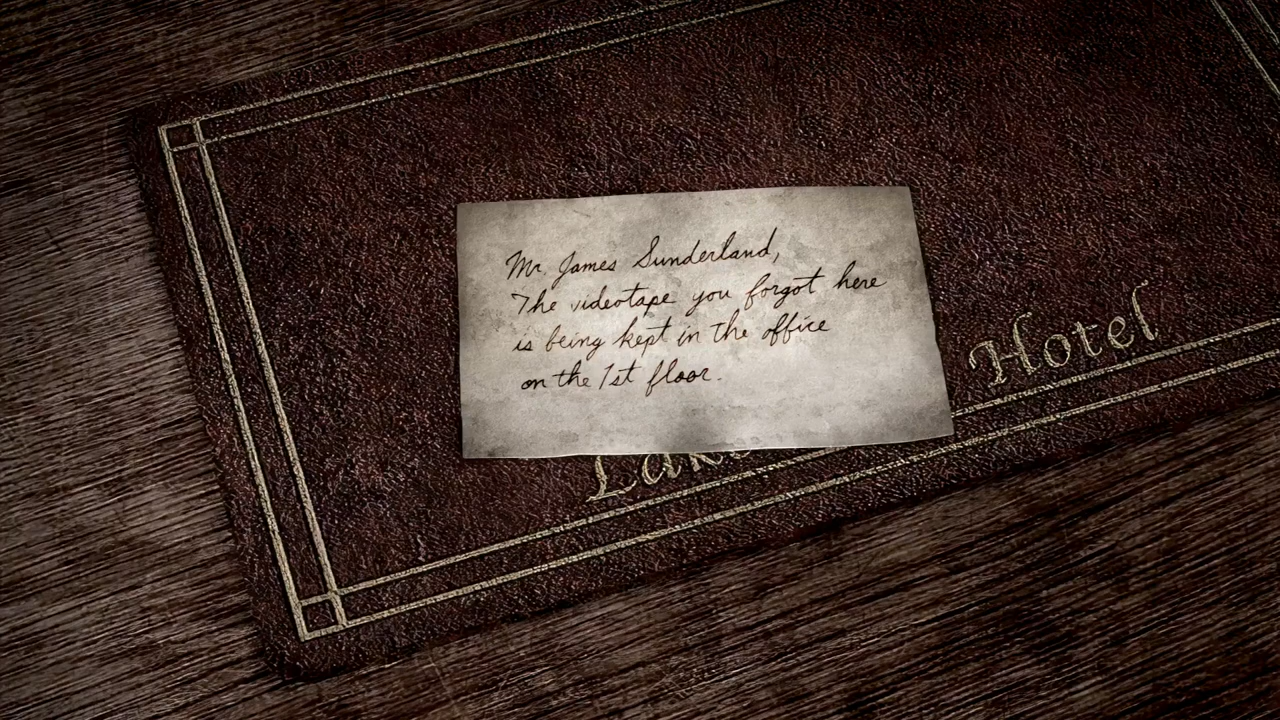 Mr. James Sunderland,
The videotape you forgot here
is being kept in the office
on the 1st floor.
Hotel